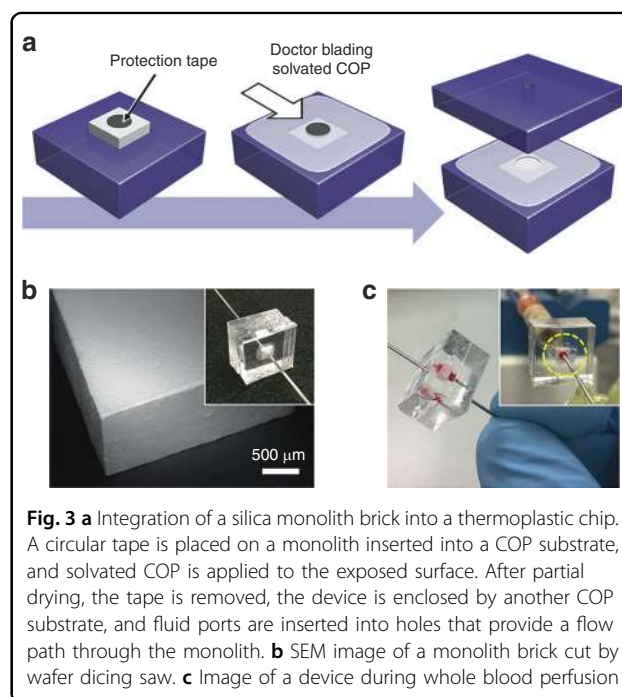 a
Protection tape
Doctor blading
solvated COP
b
500 μm
c
Fig. 3 a Integration of a silica monolith brick into a thermoplastic chip.
A circular tape is placed on a monolith inserted into a COP substrate,
and solvated COP is applied to the exposed surface. After partial
drying, the tape is removed, the device is enclosed by another COP
substrate, and fluid ports are inserted into holes that provide a flow
path through the monolith. b SEM image of a monolith brick cut by
wafer dicing saw. c Image of a device during whole blood perfusion